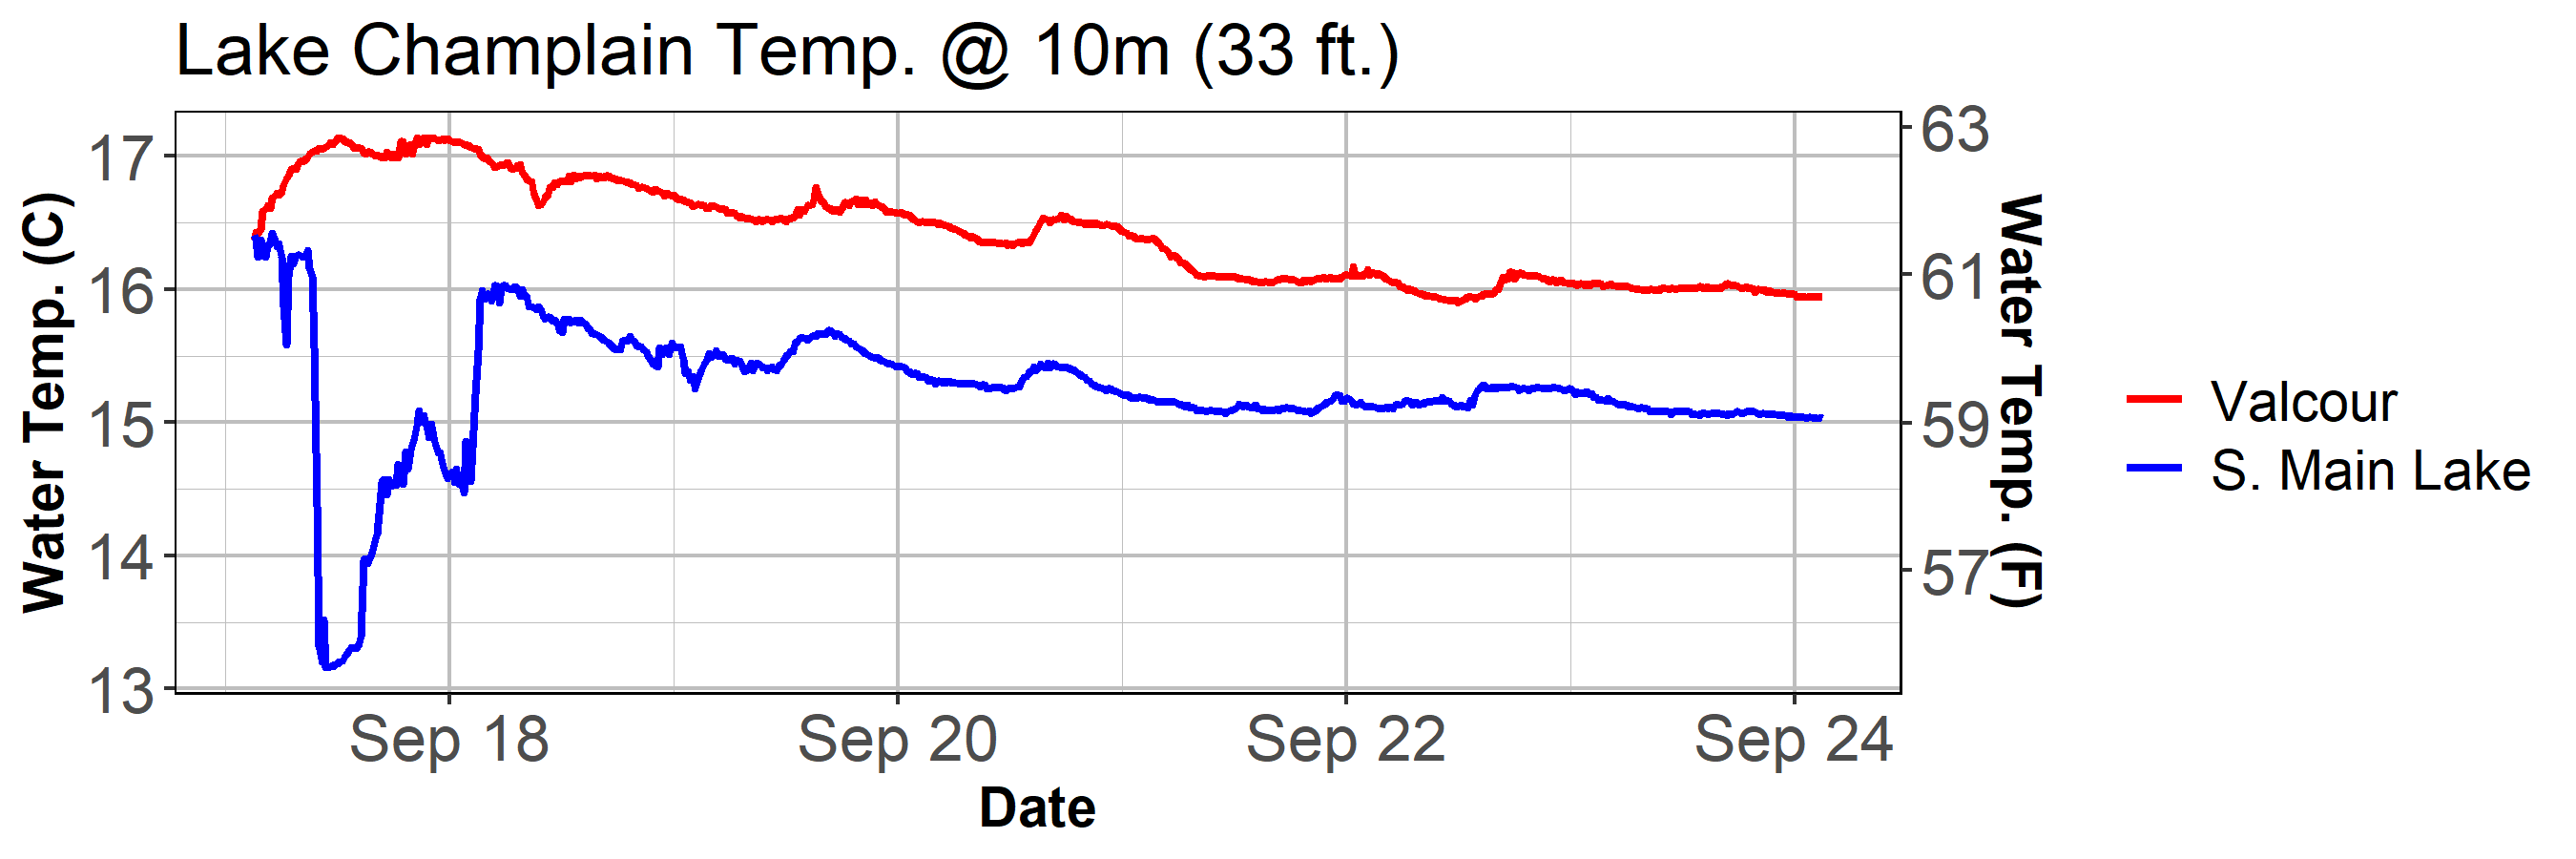 Lake Champlain Temp. @ 10m (33 ft.)
Water Temp. (C)
17
16
15
14
13
63
61
59
57
Water Temp. (F)
Sep 18
Sep 20
Sep 22
Sep 24
Date
Valcour
S. Main Lake